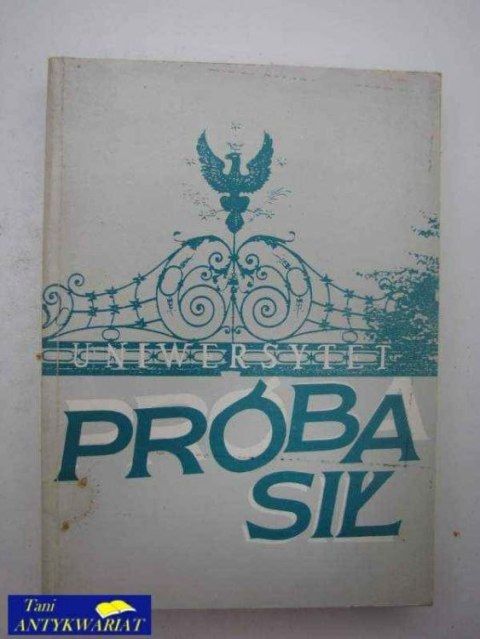 UNIWERSYTET
PRÓBA
SIŁ
Tani
ANTYKWARIAT